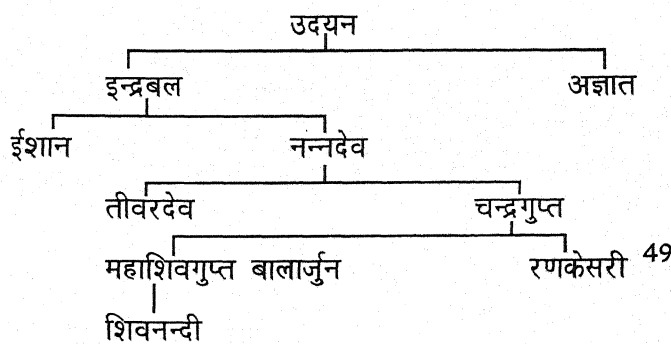 उदयन
इन्द्रबल अज्ञात
ईशान नन्नदेव
तीवरदेव चन्द्रगुप्त
महाशिवगुप्त बालार्जुन रणकेसरी 49
शिवनन्दी